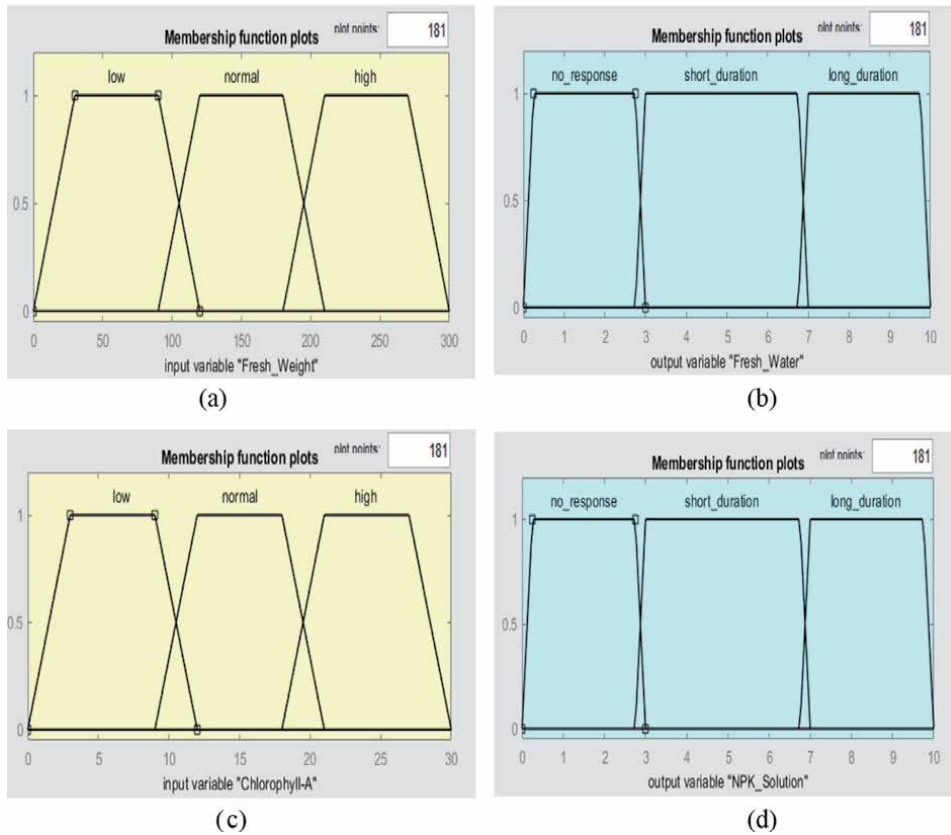 plot points: 181
Membership function plots
low normal high
1
0.5
0
0 50 100 150 200 250 300
input variable "Fresh_Weight"
(a)
plot points: 181
Membership function plots
no_response short_duration long_duration
1
0.5
0
0 1 2 3 4 5 6 7 8 9 10
output variable "Fresh_Water"
(b)
plot points: 181
Membership function plots
low normal high
1
0.5
0
0 5 10 15 20 25 30
input variable "Chlorophyll-A"
(c)
plot points: 181
Membership function plots
no_response short_duration long_duration
1
0.5
0
0 1 2 3 4 5 6 7 8 9 10
output variable "NPK_Solution"
(d)